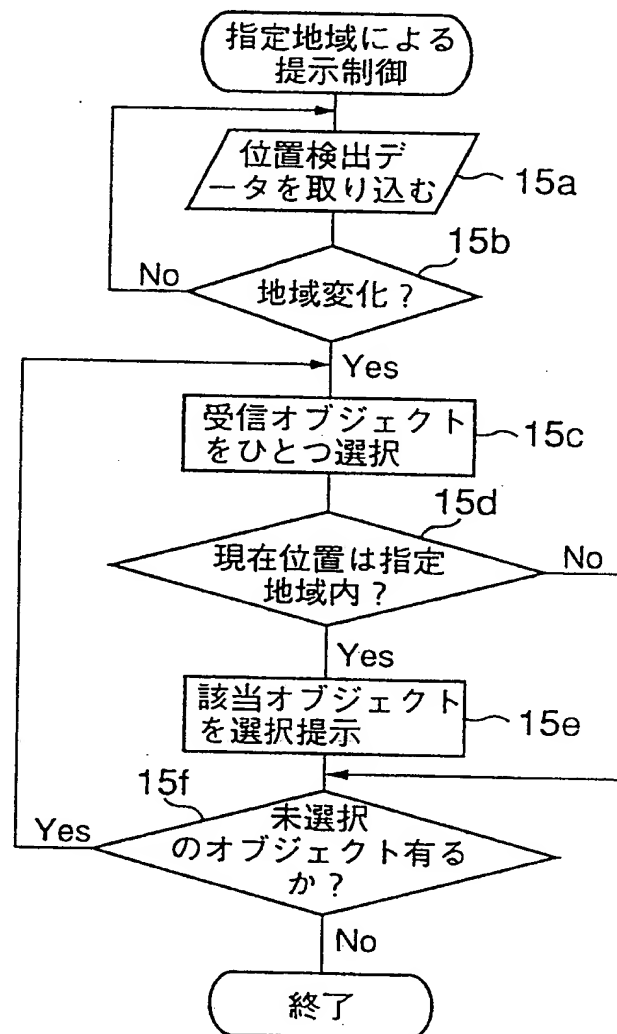 指定地域による
提示制御
位置検出デ
ータを取り込む
15a
15b
No
地域変化？
Yes
受信オブジェクト
をひとつ選択
15c
15d
現在位置は指定
地域内？
No
Yes
該当オブジェクト
を選択提示
15e
15f
Yes
未選択
のオブジェクト有る
か？
No
終了